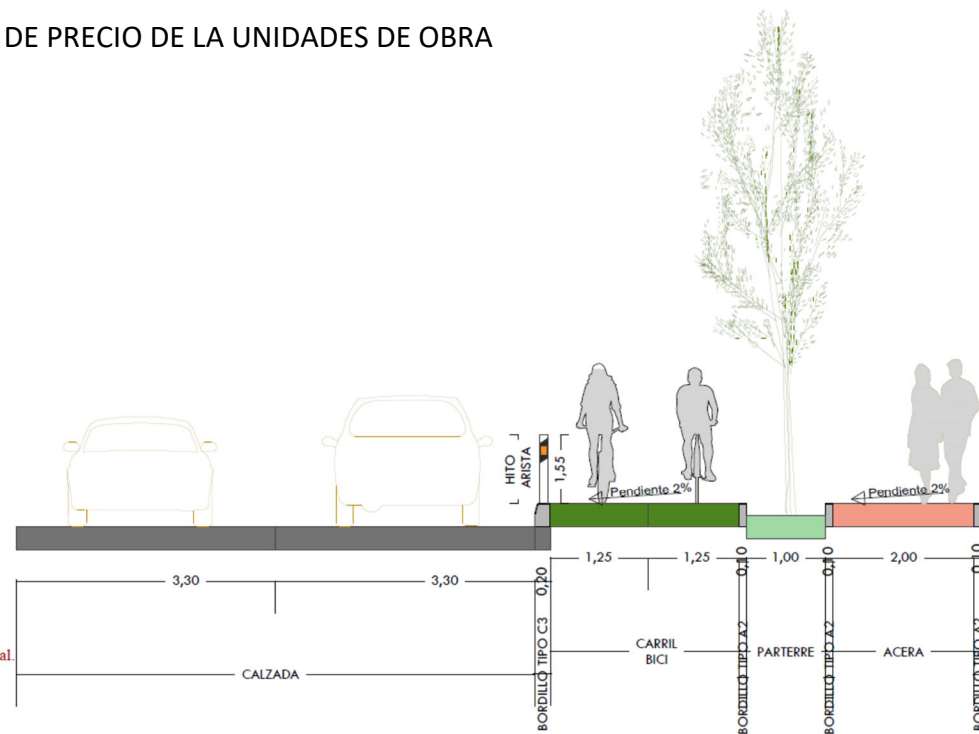 DE PRECIO DE LA UNIDADES DE OBRA
HITO
ARISTA
1,55
Pendiente 2%
Pendiente 2%
3,30
3,30
0,20
1,25
1,25
0,10
1,00
0,10
2,00
0,10
al.
CALZADA
BORDILLO TIPO C3
CARRIL
BICI
BORDILLO TIPO A2
PARTERRE
BORDILLO TIPO A2
ACERA
BORDILLO TIPO A2